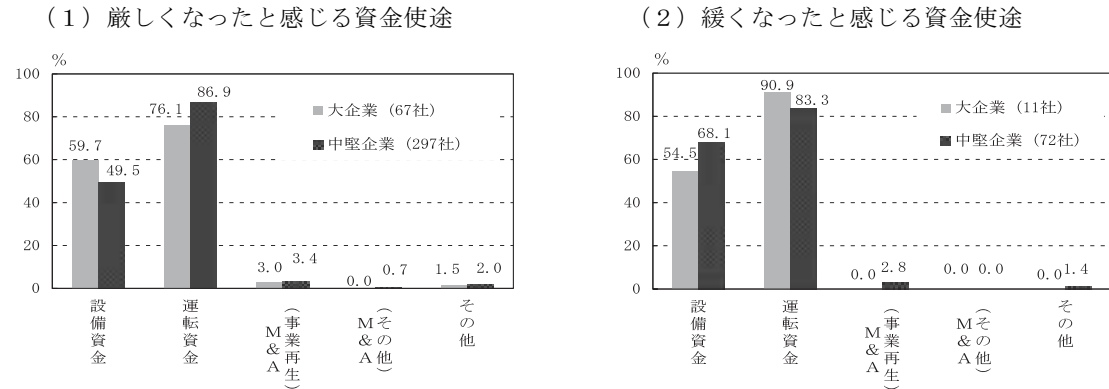 （１）厳しくなったと感じる資金使途
%
100
80
60
40
20
0
59.7
49.5
76.1
86.9
3.0
3.4
0.0
0.7
1.5
2.0
大企業（67社）
中堅企業（297社）
設備資金
運転資金
M&A
（事業再生）
M&A
（その他）
その他
（２）緩くなったと感じる資金使途
%
100
80
60
40
20
0
54.5
68.1
90.9
83.3
0.0
2.8
0.0
0.0
0.0
1.4
大企業（11社）
中堅企業（72社）
設備資金
運転資金
M&A
（事業再生）
M&A
（その他）
その他